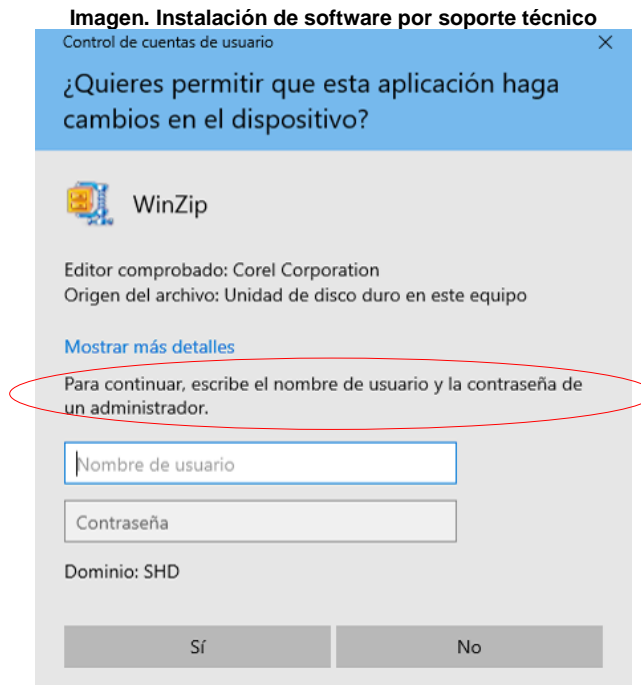 Imagen. Instalación de software por soporte técnico
Control de cuentas de usuario
¿Quieres permitir que esta aplicación haga
cambios en el dispositivo?
WinZip
Editor comprobado: Corel Corporation
Origen del archivo: Unidad de disco duro en este equipo
Mostrar más detalles
Para continuar, escribe el nombre de usuario y la contraseña de
un administrador.
Nombre de usuario
Contraseña
Dominio: SHD
Sí
No